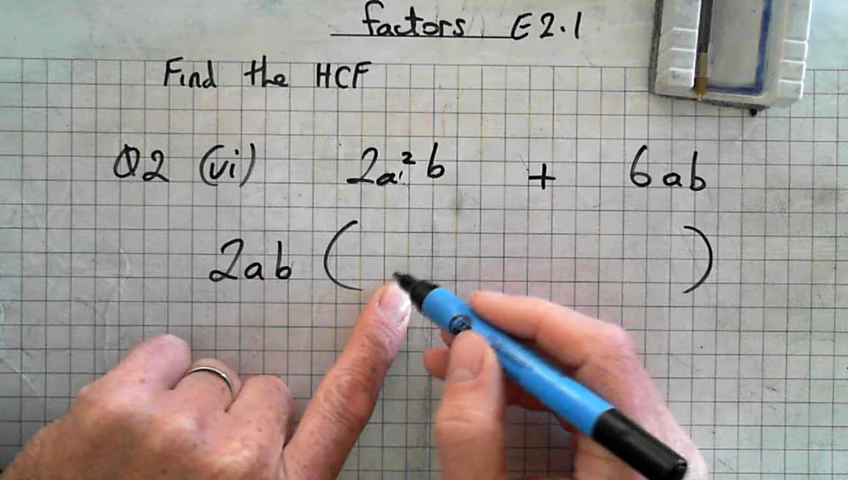 factors E2.1
Find the HCF
Q2 (vi) 2a²b + 6ab
2ab ( )